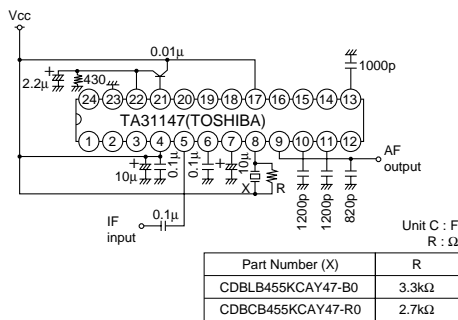 Vcc
0.01μ
2.2μ
430
1000p
24 23 22 21 20 19 18 17 16 15 14 13
TA31147(TOSHIBA)
1 2 3 4 5 6 7 8 9 10 11 12
AF
output
10μ
0.1μ
0.1μ
10μ
X
R
1200p
1200p
820p
IF
input
0.1μ
Unit C : F
R : Ω
Part Number (X) R
CDBLB455KCAY47-B0 3.3kΩ
CDBCB455KCAY47-R0 2.7kΩ